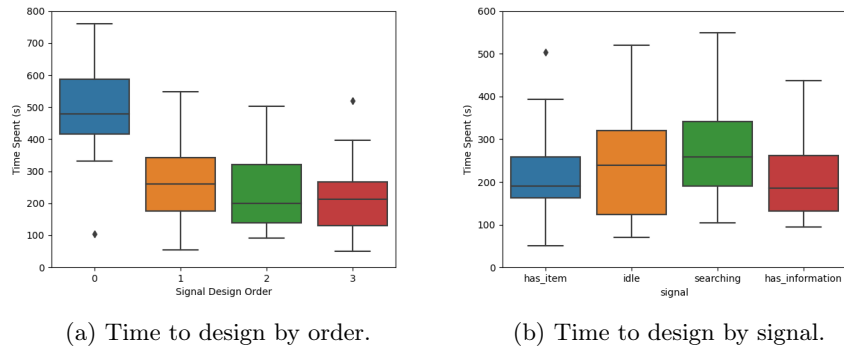 800
700
600
500
400
300
200
100
0
Time Spent (s)
0 1 2 3
Signal Design Order
(a) Time to design by order.
600
500
400
300
200
100
0
Time Spent (s)
has_item idle searching has_information
signal
(b) Time to design by signal.